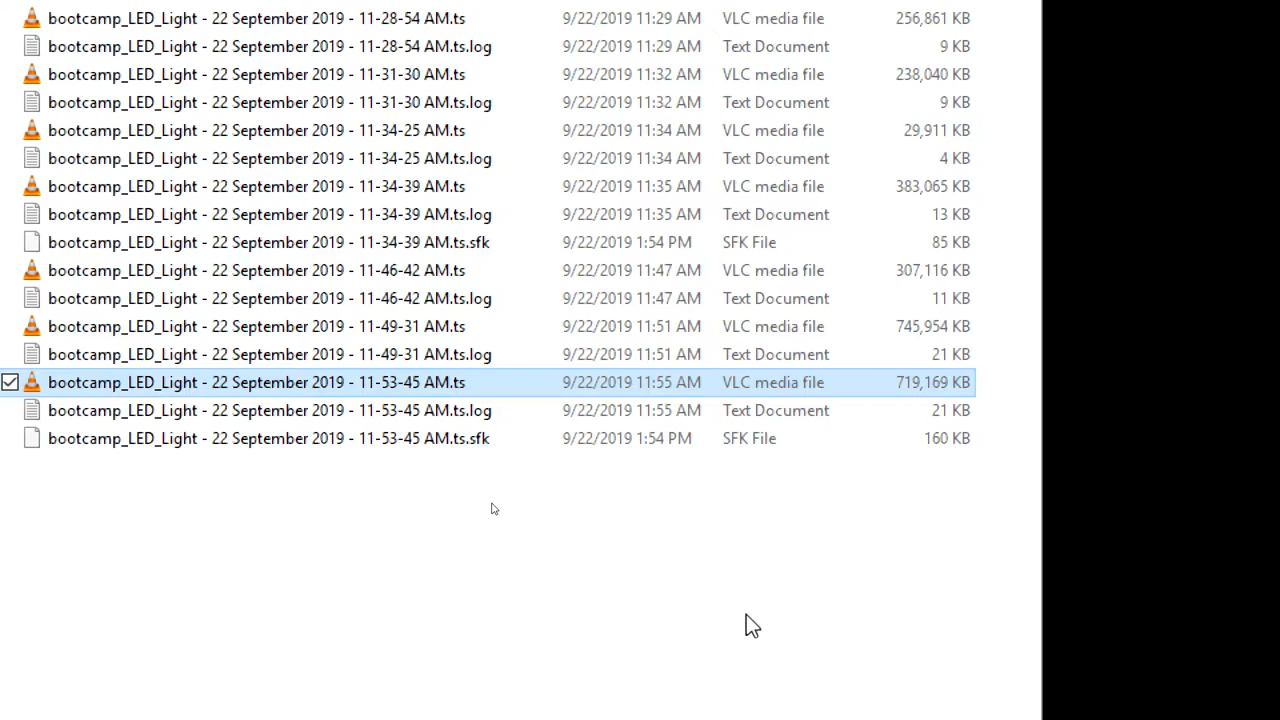 bootcamp_LED_Light - 22 September 2019 - 11-28-54 AM.ts 9/22/2019 11:29 AM VLC media file 256,861 KB
bootcamp_LED_Light - 22 September 2019 - 11-28-54 AM.ts.log 9/22/2019 11:29 AM Text Document 9 KB
bootcamp_LED_Light - 22 September 2019 - 11-31-30 AM.ts 9/22/2019 11:32 AM VLC media file 238,040 KB
bootcamp_LED_Light - 22 September 2019 - 11-31-30 AM.ts.log 9/22/2019 11:32 AM Text Document 9 KB
bootcamp_LED_Light - 22 September 2019 - 11-34-25 AM.ts 9/22/2019 11:34 AM VLC media file 29,911 KB
bootcamp_LED_Light - 22 September 2019 - 11-34-25 AM.ts.log 9/22/2019 11:34 AM Text Document 4 KB
bootcamp_LED_Light - 22 September 2019 - 11-34-39 AM.ts 9/22/2019 11:35 AM VLC media file 383,065 KB
bootcamp_LED_Light - 22 September 2019 - 11-34-39 AM.ts.log 9/22/2019 11:35 AM Text Document 13 KB
bootcamp_LED_Light - 22 September 2019 - 11-34-39 AM.ts.sfk 9/22/2019 1:54 PM SFK File 85 KB
bootcamp_LED_Light - 22 September 2019 - 11-46-42 AM.ts 9/22/2019 11:47 AM VLC media file 307,116 KB
bootcamp_LED_Light - 22 September 2019 - 11-46-42 AM.ts.log 9/22/2019 11:47 AM Text Document 11 KB
bootcamp_LED_Light - 22 September 2019 - 11-49-31 AM.ts 9/22/2019 11:51 AM VLC media file 745,954 KB
bootcamp_LED_Light - 22 September 2019 - 11-49-31 AM.ts.log 9/22/2019 11:51 AM Text Document 21 KB
bootcamp_LED_Light - 22 September 2019 - 11-53-45 AM.ts 9/22/2019 11:55 AM VLC media file 719,169 KB
bootcamp_LED_Light - 22 September 2019 - 11-53-45 AM.ts.log 9/22/2019 11:55 AM Text Document 21 KB
bootcamp_LED_Light - 22 September 2019 - 11-53-45 AM.ts.sfk 9/22/2019 1:54 PM SFK File 160 KB